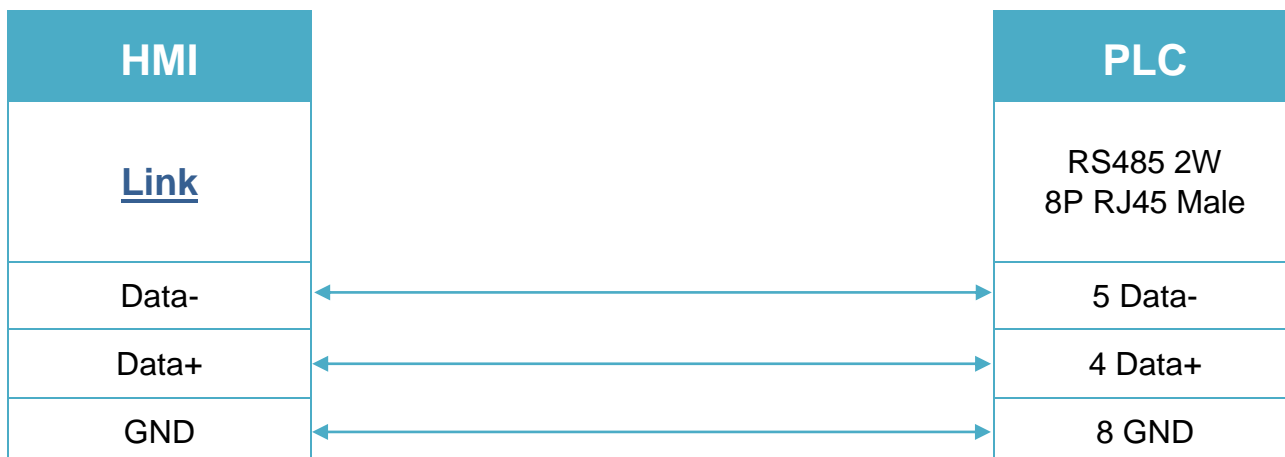 HMI PLC
Link RS485 2W
8P RJ45 Male
Data- 5 Data-
Data+ 4 Data+
GND 8 GND